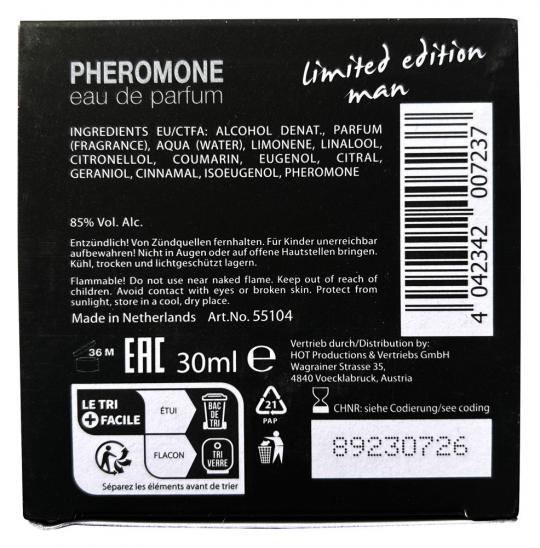 PHEROMONE
eau de parfum
limited edition
man
INGREDIENTS EU/CTFA: ALCOHOL DENAT., PARFUM
(FRAGRANCE), AQUA (WATER), LIMONENE, LINALOOL,
CITRONELLOL, COUMARIN, EUGENOL, CITRAL,
GERANIOL, CINNAMAL, ISOEUGENOL, PHEROMONE
4 042342 007237
85% Vol. Alc.
Entzündlich! Von Zündquellen fernhalten. Für Kinder unerreichbar
aufbewahren! Nicht in Augen oder auf offene Hautstellen bringen.
Kühl, trocken und lichtgeschützt lagern.
Flammable! Do not use near naked flame. Keep out of reach of
children. Avoid contact with eyes or broken skin. Protect from
sunlight, store in a cool, dry place.
Made in Netherlands Art.No. 55104
36 M
EAC 30ml e
Vertrieb durch/Distribution by:
HOT Productions & Vertriebs GmbH
Wagrainer Strasse 35,
4840 Voecklabruck, Austria
LE TRI
+ FACILE
ÉTUI
BAC
DE
TRI
FLACON
TRI
VERRE
Séparez les éléments avant de trier
21
PAP
CHNR: siehe Codierung/see coding
89230726